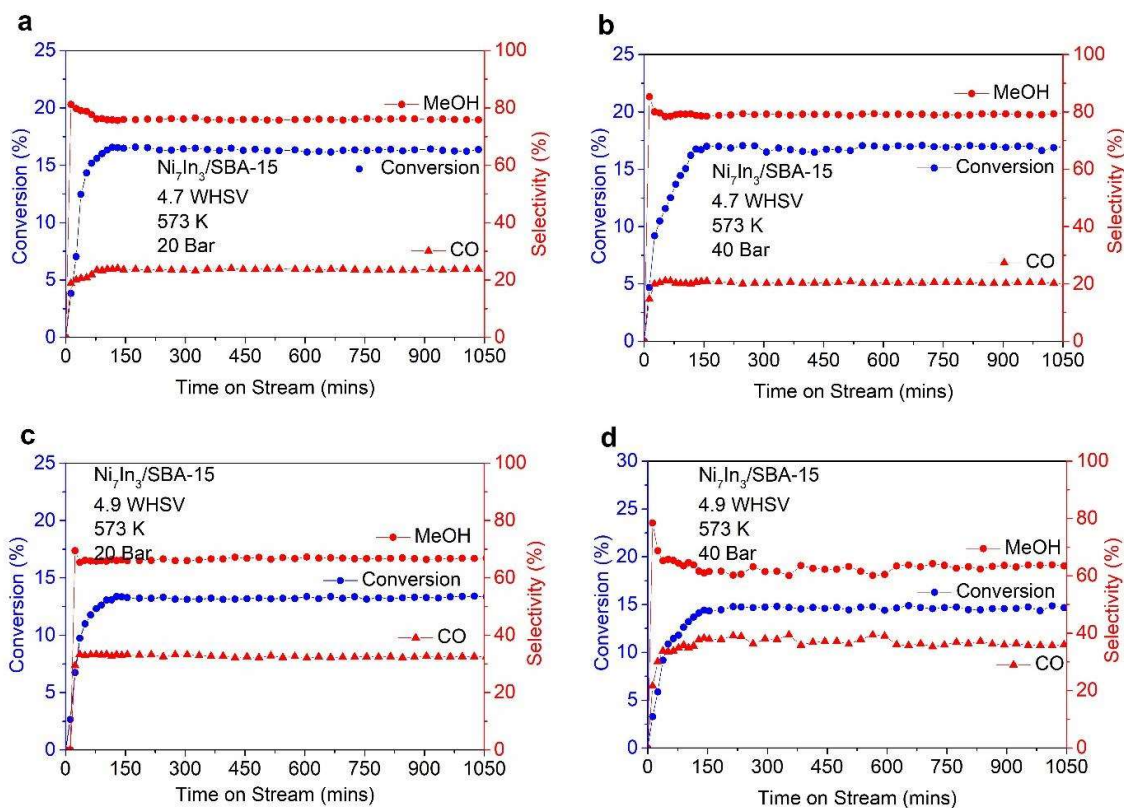 a
25
20
15
10
5
0
Conversion (%)
100
80
60
40
20
0
Selectivity (%)
MeOH
Conversion
Ni₇In₃/SBA-15
4.7 WHSV
573 K
20 Bar
CO
0 150 300 450 600 750 900 1050
Time on Stream (mins)
b
25
20
15
10
5
0
Conversion (%)
100
80
60
40
20
0
Selectivity (%)
MeOH
Conversion
Ni₇In₃/SBA-15
4.7 WHSV
573 K
40 Bar
CO
0 150 300 450 600 750 900 1050
Time on Stream (mins)
c
25
20
15
10
5
0
Conversion (%)
100
80
60
40
20
0
Selectivity (%)
Ni₇In₃/SBA-15
4.9 WHSV
573 K
20 Bar
MeOH
Conversion
CO
0 150 300 450 600 750 900 1050
Time on Stream (mins)
d
30
25
20
15
10
5
0
Conversion (%)
100
80
60
40
20
0
Selectivity (%)
Ni₇In₃/SBA-15
4.9 WHSV
573 K
40 Bar
MeOH
Conversion
CO
0 150 300 450 600 750 900 1050
Time on Stream (mins)